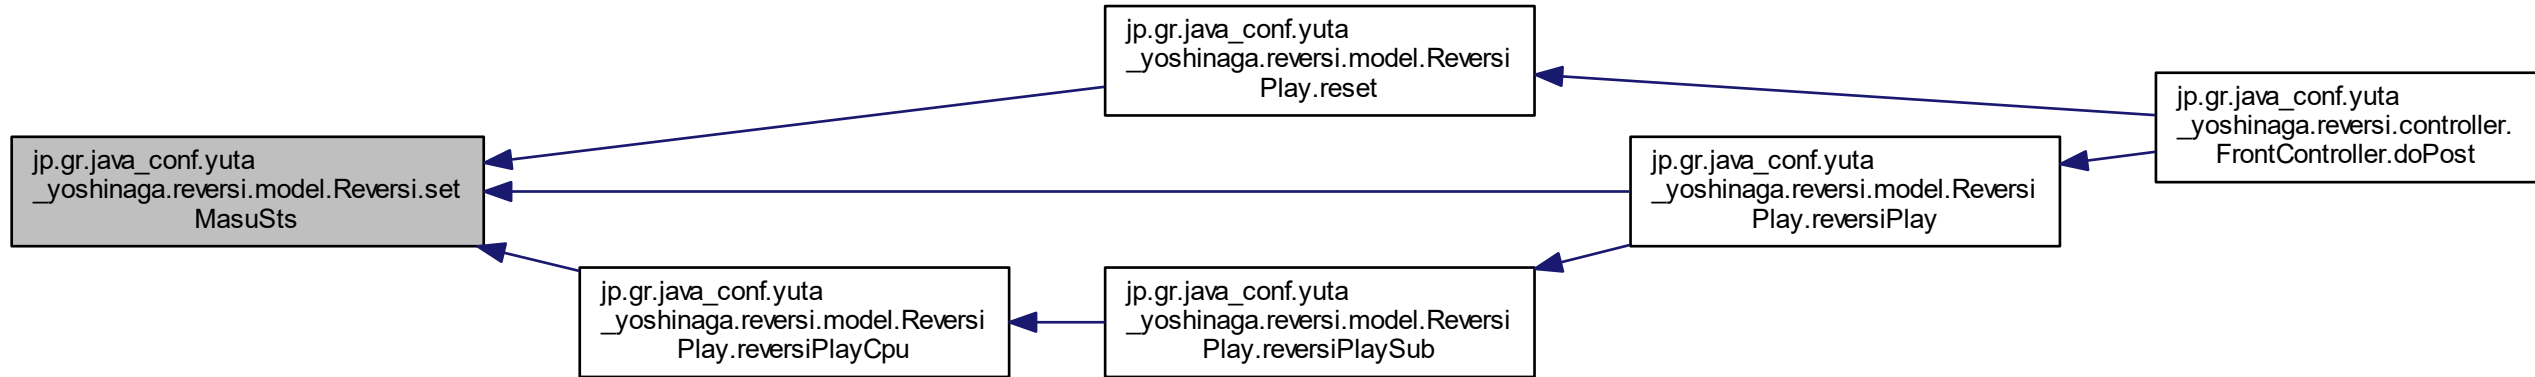 jp.gr.java_conf.yuta
_yoshinaga.reversi.model.Reversi.set
MasuSts
jp.gr.java_conf.yuta
_yoshinaga.reversi.model.Reversi
Play.reset
jp.gr.java_conf.yuta
_yoshinaga.reversi.controller.
FrontController.doPost
jp.gr.java_conf.yuta
_yoshinaga.reversi.model.Reversi
Play.reversiPlay
jp.gr.java_conf.yuta
_yoshinaga.reversi.model.Reversi
Play.reversiPlayCpu
jp.gr.java_conf.yuta
_yoshinaga.reversi.model.Reversi
Play.reversiPlaySub